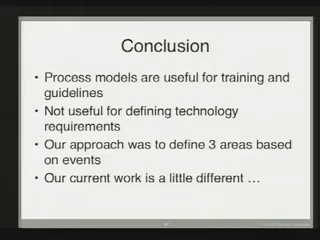 Conclusion
• Process models are useful for training and
guidelines
• Not useful for defining technology
requirements
• Our approach was to define 3 areas based
on events
• Our current work is a little different …